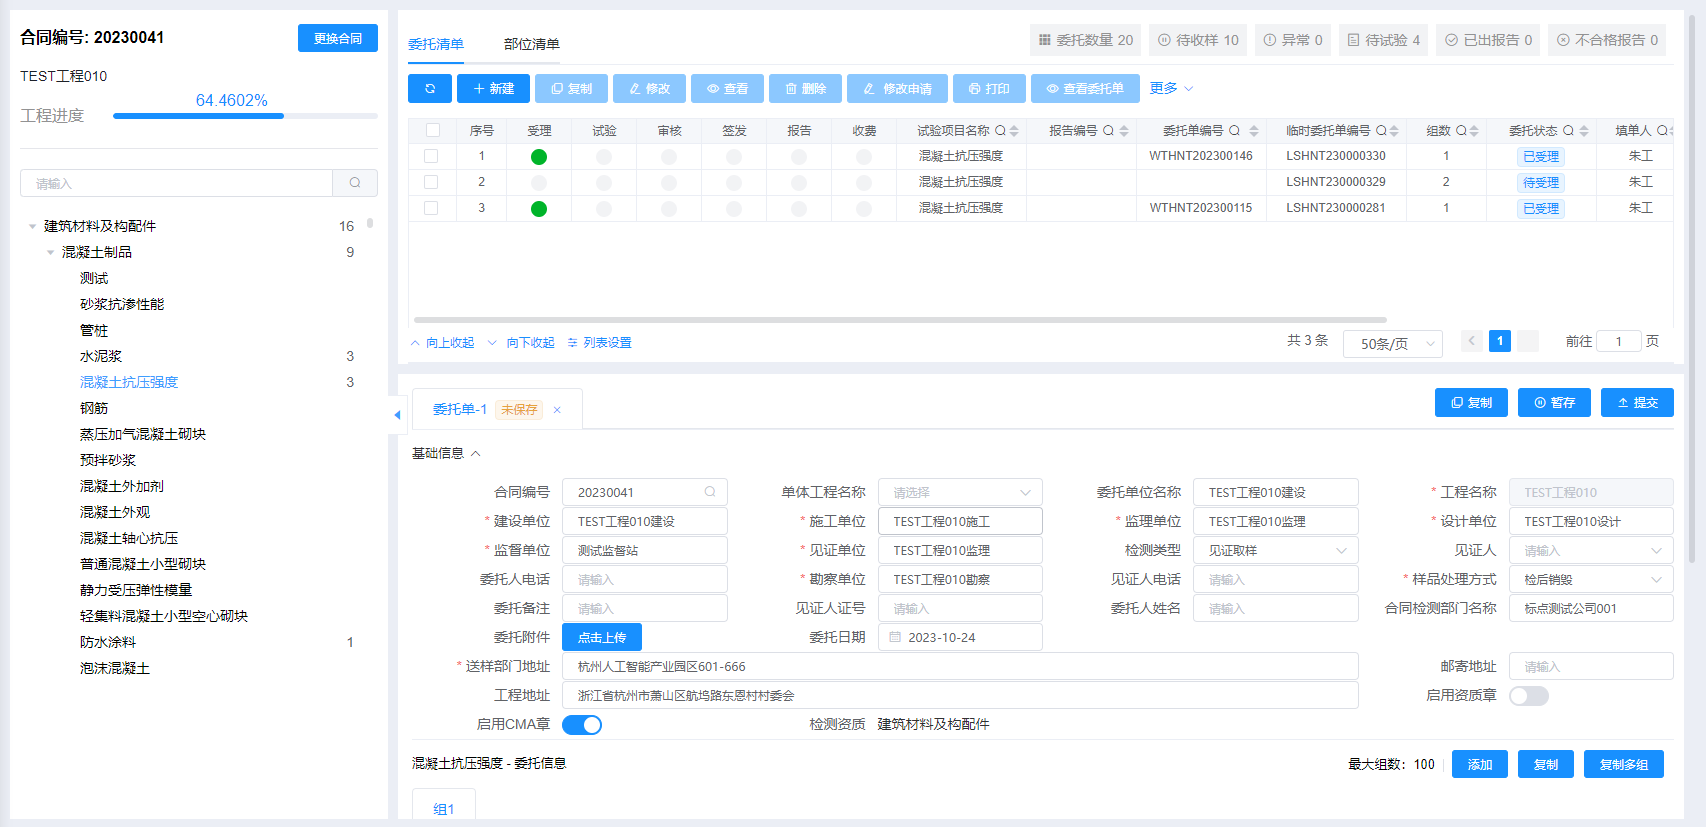 合同编号: 20230041
更换合同
TEST工程010
64.4602%
工程进度
请输入
建筑材料及构配件 16
混凝土制品 9
测试
砂浆抗渗性能
管桩
水泥浆 3
混凝土抗压强度 3
钢筋
蒸压加气混凝土砌块
预拌砂浆
混凝土外加剂
混凝土外观
混凝土轴心抗压
普通混凝土小型砌块
静力受压弹性模量
轻集料混凝土小型空心砌块
防水涂料 1
泡沫混凝土
委托清单 部位清单
委托数量 20 待收样 10 异常 0 待试验 4 已出报告 0 不合格报告 0
新建 复制 修改 查看 删除 修改申请 打印 查看委托单 更多
序号 受理 试验 审核 签发 报告 收费 试验项目名称 报告编号 委托单编号 临时委托单编号 组数 委托状态 填单人
1 混凝土抗压强度 WTHNT202300146 LSHNT230000330 1 已受理 朱工
2 混凝土抗压强度 LSHNT230000329 2 待受理 朱工
3 混凝土抗压强度 WTHNT202300115 LSHNT230000281 1 已受理 朱工
向上收起 向下收起 列表设置
共 3 条 50条/页 1 前往 1 页
委托单-1 未保存
复制 暂存 提交
基础信息
合同编号 20230041 单体工程名称 请选择 委托单位名称 TEST工程010建设 * 工程名称 TEST工程010
* 建设单位 TEST工程010建设 * 施工单位 TEST工程010施工 * 监理单位 TEST工程010监理 * 设计单位 TEST工程010设计
* 监督单位 测试监督站 * 见证单位 TEST工程010监理 检测类型 见证取样 见证人 请输入
委托人电话 请输入 * 勘察单位 TEST工程010勘察 见证人电话 请输入 * 样品处理方式 检后销毁
委托备注 请输入 见证人证号 请输入 委托人姓名 请输入 合同检测部门名称 标点测试公司001
委托附件 点击上传 委托日期 2023-10-24
* 送样部门地址 杭州人工智能产业园区601-666 邮寄地址 请输入
工程地址 浙江省杭州市萧山区航坞路东恩村村委会 启用资质章
启用CMA章 检测资质 建筑材料及构配件
混凝土抗压强度 - 委托信息
最大组数: 100 添加 复制 复制多组
组1